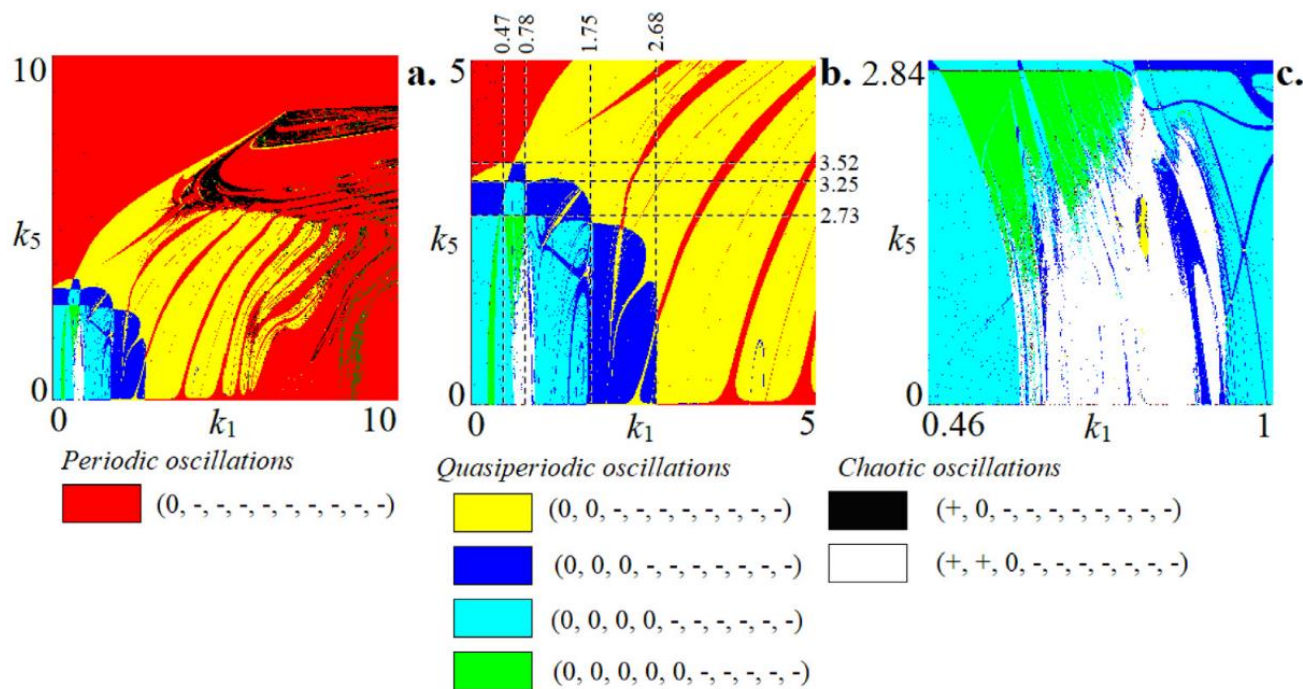 0.47 0.78 1.75 2.68
10 a. 5 b. 2.84 c.
3.52
3.25
2.73
k5 k5 k5
0 0 0
0 k1 10 0 k1 5 0.46 k1 1
Periodic oscillations
(0, -, -, -, -, -, -, -, -, -)
Quasiperiodic oscillations
(0, 0, -, -, -, -, -, -, -, -)
(0, 0, 0, -, -, -, -, -, -, -)
(0, 0, 0, 0, -, -, -, -, -, -)
(0, 0, 0, 0, 0, -, -, -, -, -)
Chaotic oscillations
(+, 0, -, -, -, -, -, -, -, -)
(+, +, 0, -, -, -, -, -, -, -)